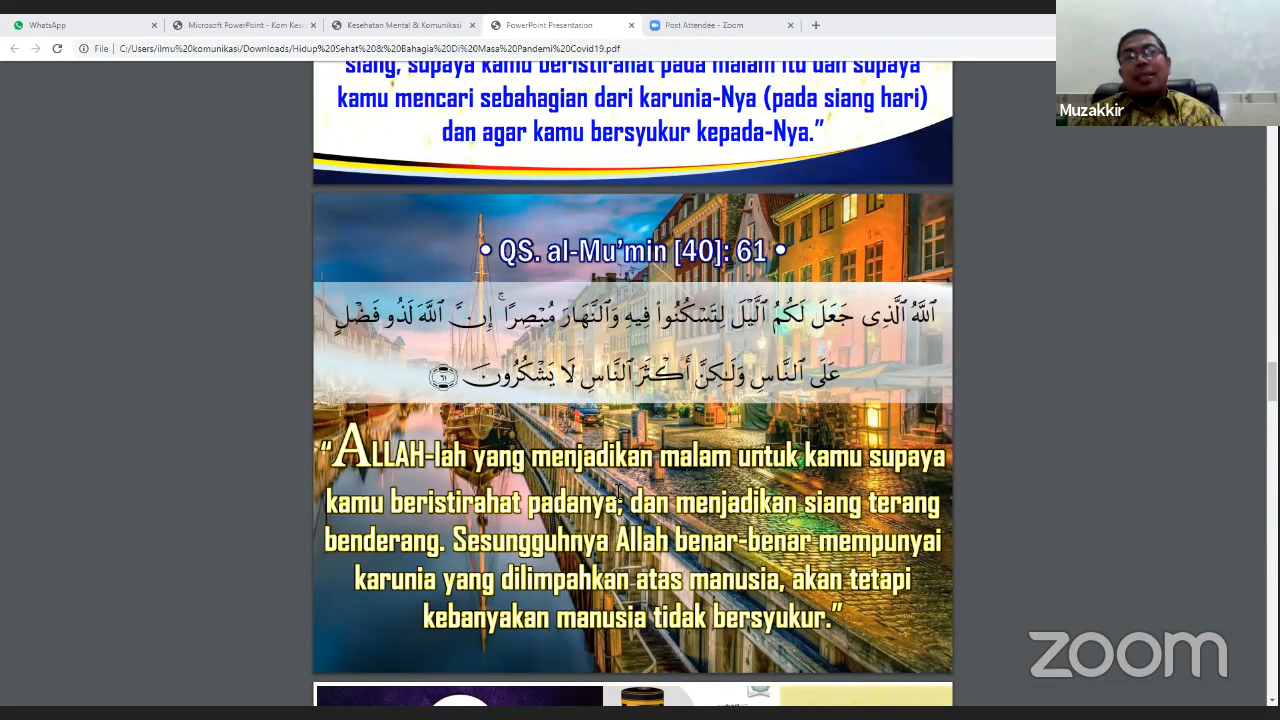 WhatsApp
Microsoft PowerPoint - Kom Kes
Kesehatan Mental & Komunikasi
PowerPoint Presentation
Post Attendee - Zoom
File | C:/Users/ilmu%20komunikasi/Downloads/Hidup%20Sehat%20&%20Bahagia%20Di%20Masa%20Pandemi%20Covid19.pdf
Muzakkir
siang, supaya kamu beristirahat pada malam itu dan supaya
kamu mencari sebahagian dari karunia-Nya (pada siang hari)
dan agar kamu bersyukur kepada-Nya.”
• QS. al-Mu’min [40]: 61 •
ٱللَّهُ ٱلَّذِى جَعَلَ لَكُمُ ٱلَّيْلَ لِتَسْكُنُوا۟ فِيهِ وَٱلنَّهَارَ مُبْصِرًا ۚ إِنَّ ٱللَّهَ لَذُو فَضْلٍ
عَلَى ٱلنَّاسِ وَلَـٰكِنَّ أَكْثَرَ ٱلنَّاسِ لَا يَشْكُرُونَ ٦١
“ALLAH-lah yang menjadikan malam untuk kamu supaya
kamu beristirahat padanya; dan menjadikan siang terang
benderang. Sesungguhnya Allah benar-benar mempunyai
karunia yang dilimpahkan atas manusia, akan tetapi
kebanyakan manusia tidak bersyukur.”
zoom